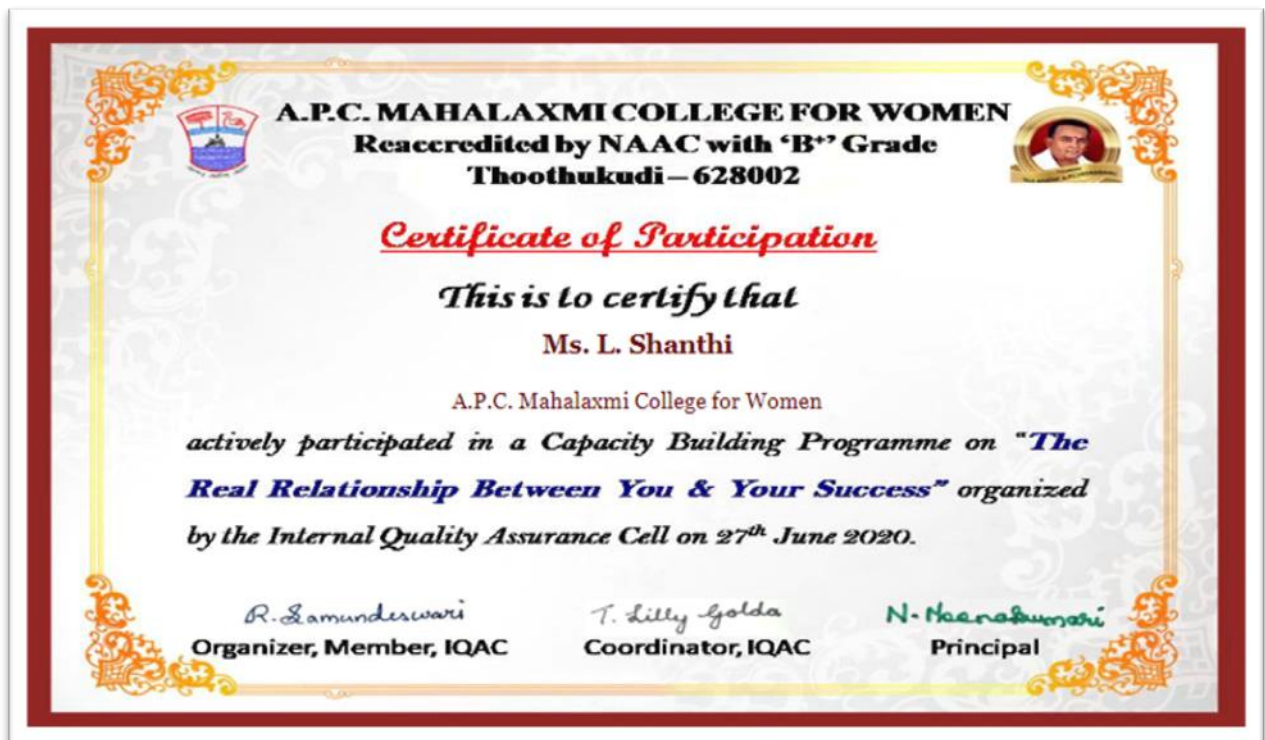 A.P.C. MAHALAXMI COLLEGE FOR WOMEN
Reaccredited by NAAC with ‘B+’ Grade
Thoothukudi – 628002
Certificate of Participation
This is to certify that
Ms. L. Shanthi
A.P.C. Mahalaxmi College for Women
actively participated in a Capacity Building Programme on “The
Real Relationship Between You & Your Success” organized
by the Internal Quality Assurance Cell on 27th June 2020.
R. Samundeswari T. Lilly Golda N. Meenakumari
Organizer, Member, IQAC Coordinator, IQAC Principal